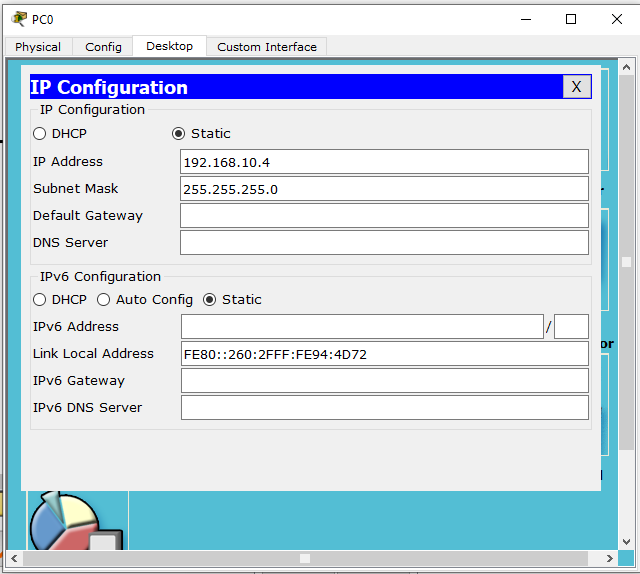 PC0
Physical Config Desktop Custom Interface
IP Configuration X
IP Configuration
DHCP Static
IP Address 192.168.10.4
Subnet Mask 255.255.255.0
Default Gateway
DNS Server
IPv6 Configuration
DHCP Auto Config Static
IPv6 Address /
Link Local Address FE80::260:2FFF:FE94:4D72
or
IPv6 Gateway
IPv6 DNS Server